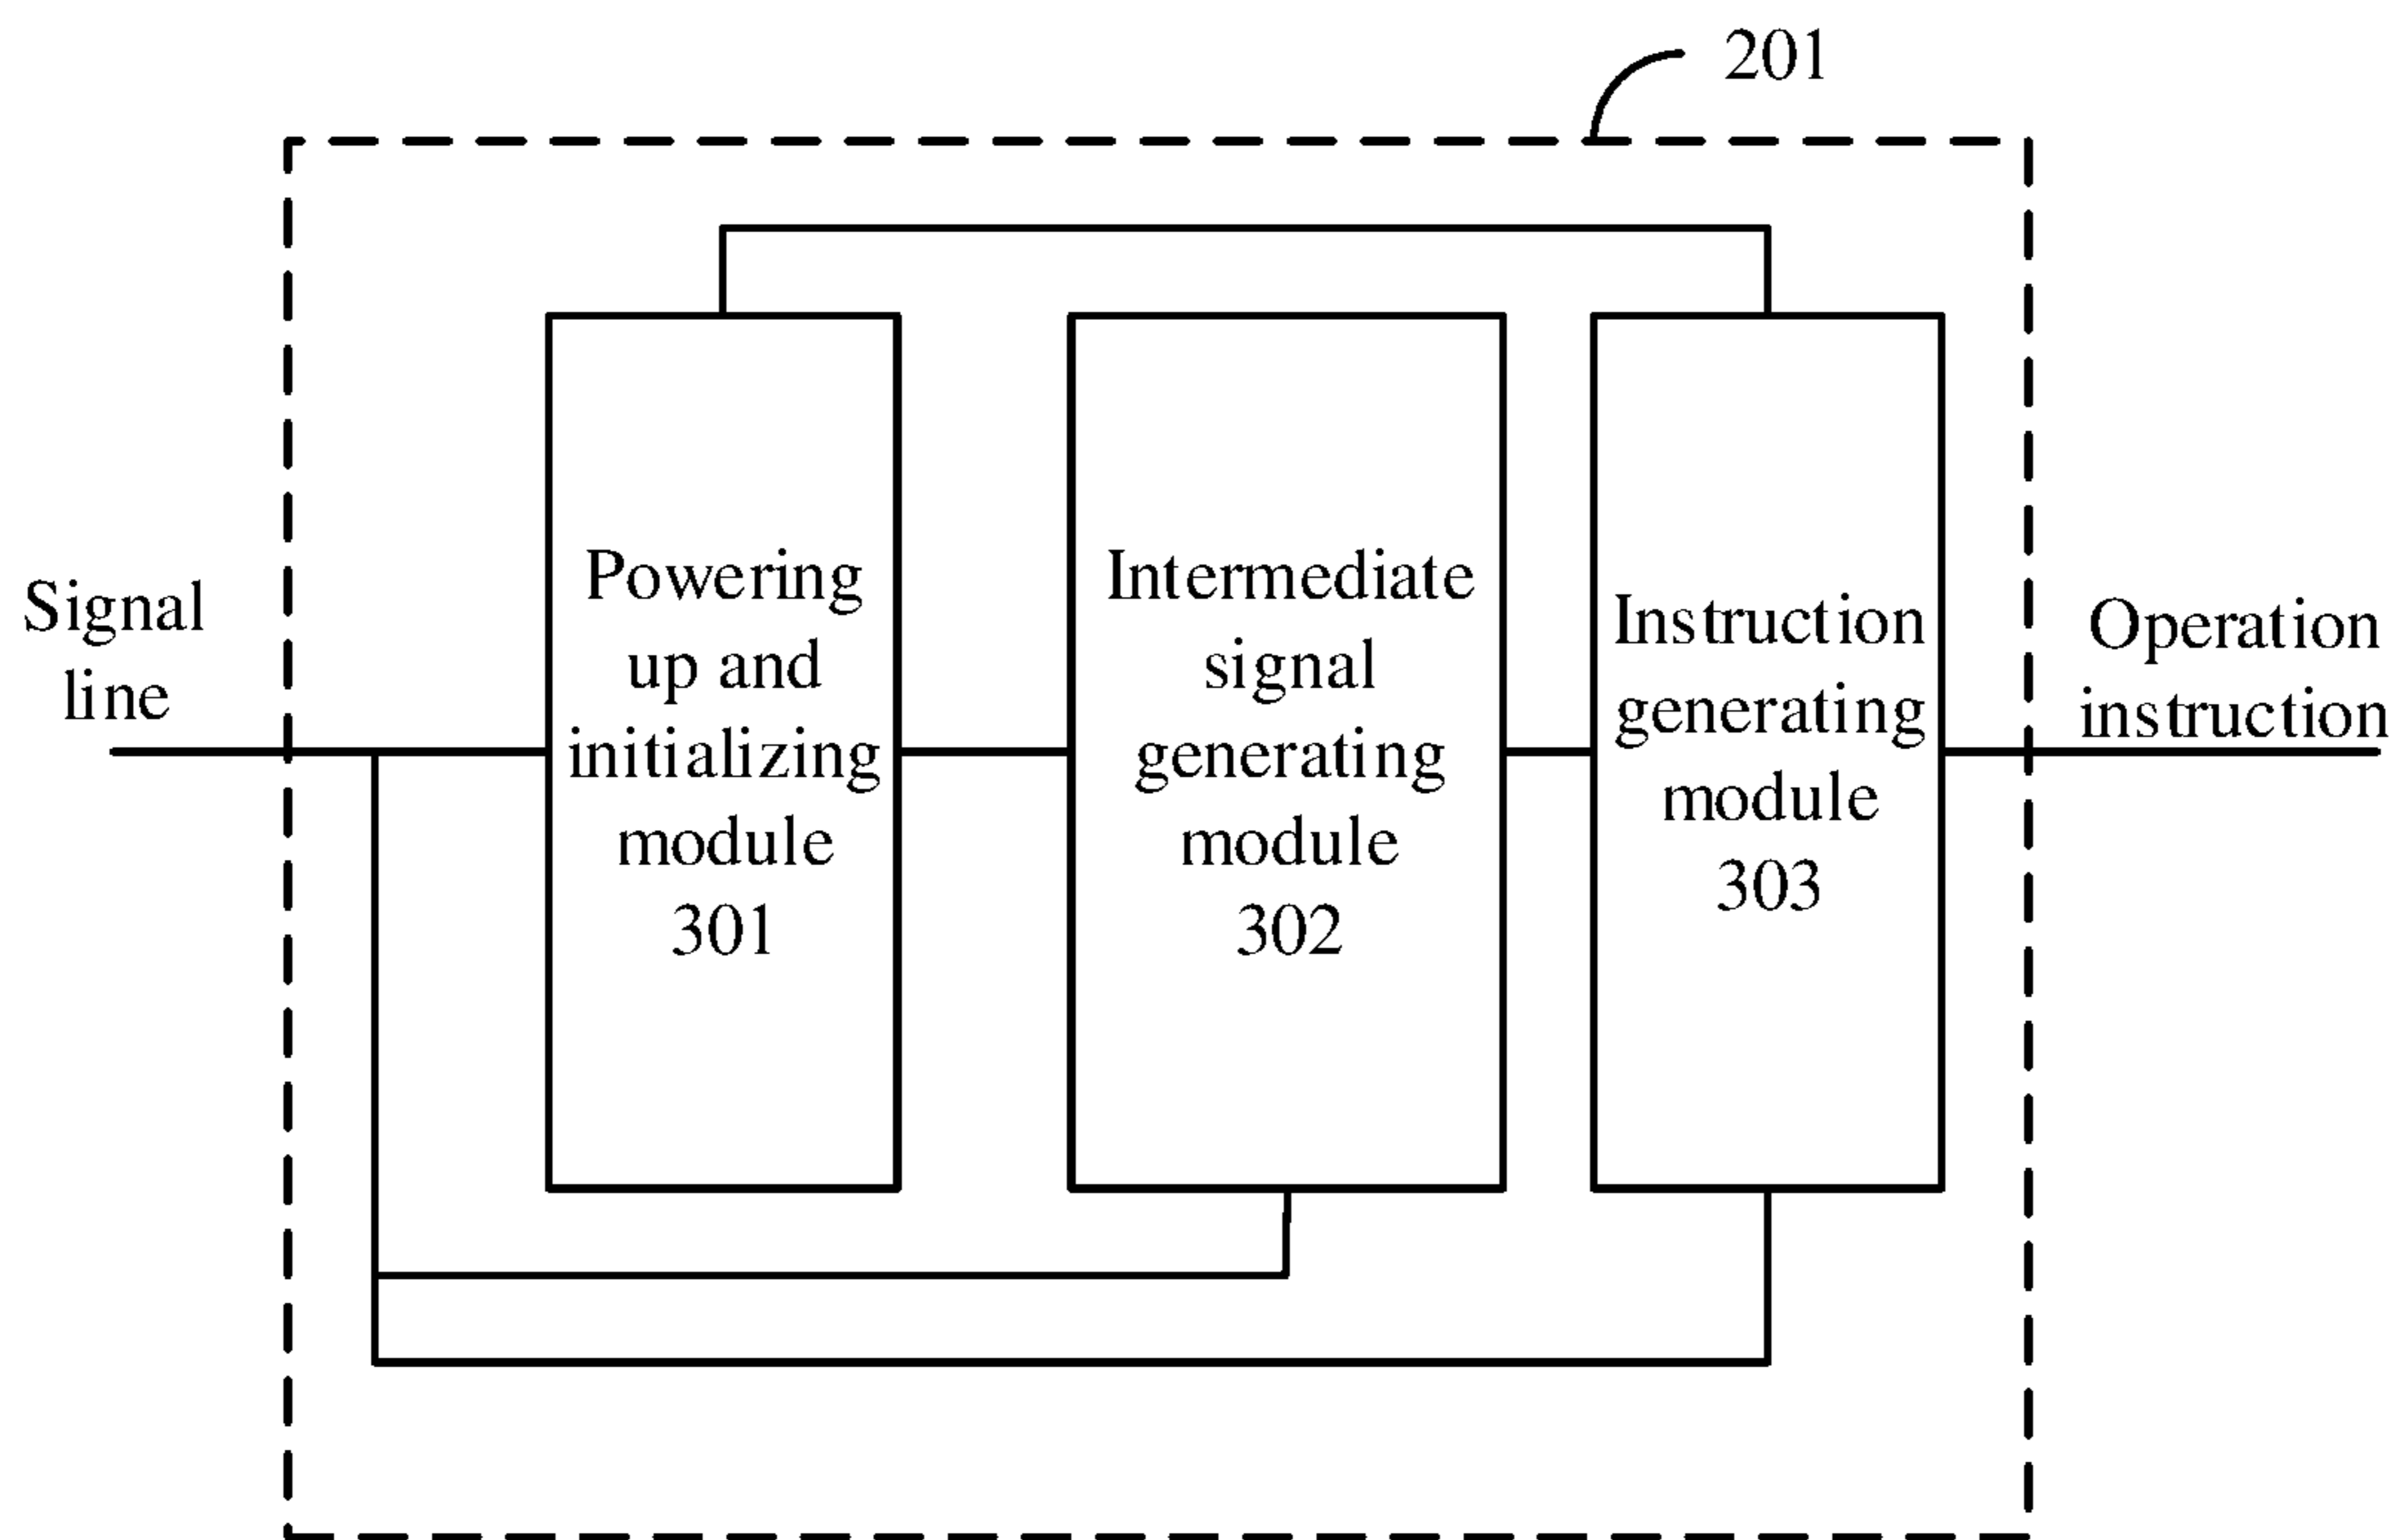 201
Signal
line
Powering
up and
initializing
module
301
Intermediate
signal
generating
module
302
Instruction
generating
module
303
Operation
instruction